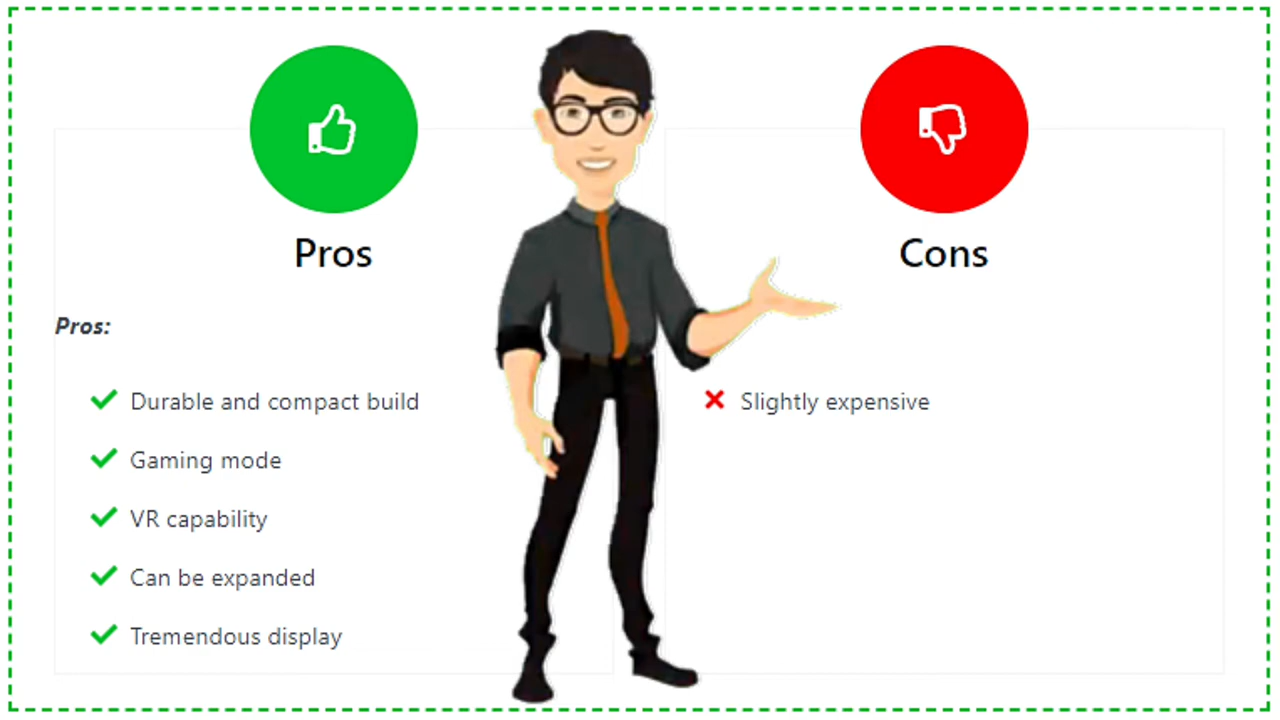 Pros
Pros:
Durable and compact build
Gaming mode
VR capability
Can be expanded
Tremendous display
Cons
Slightly expensive